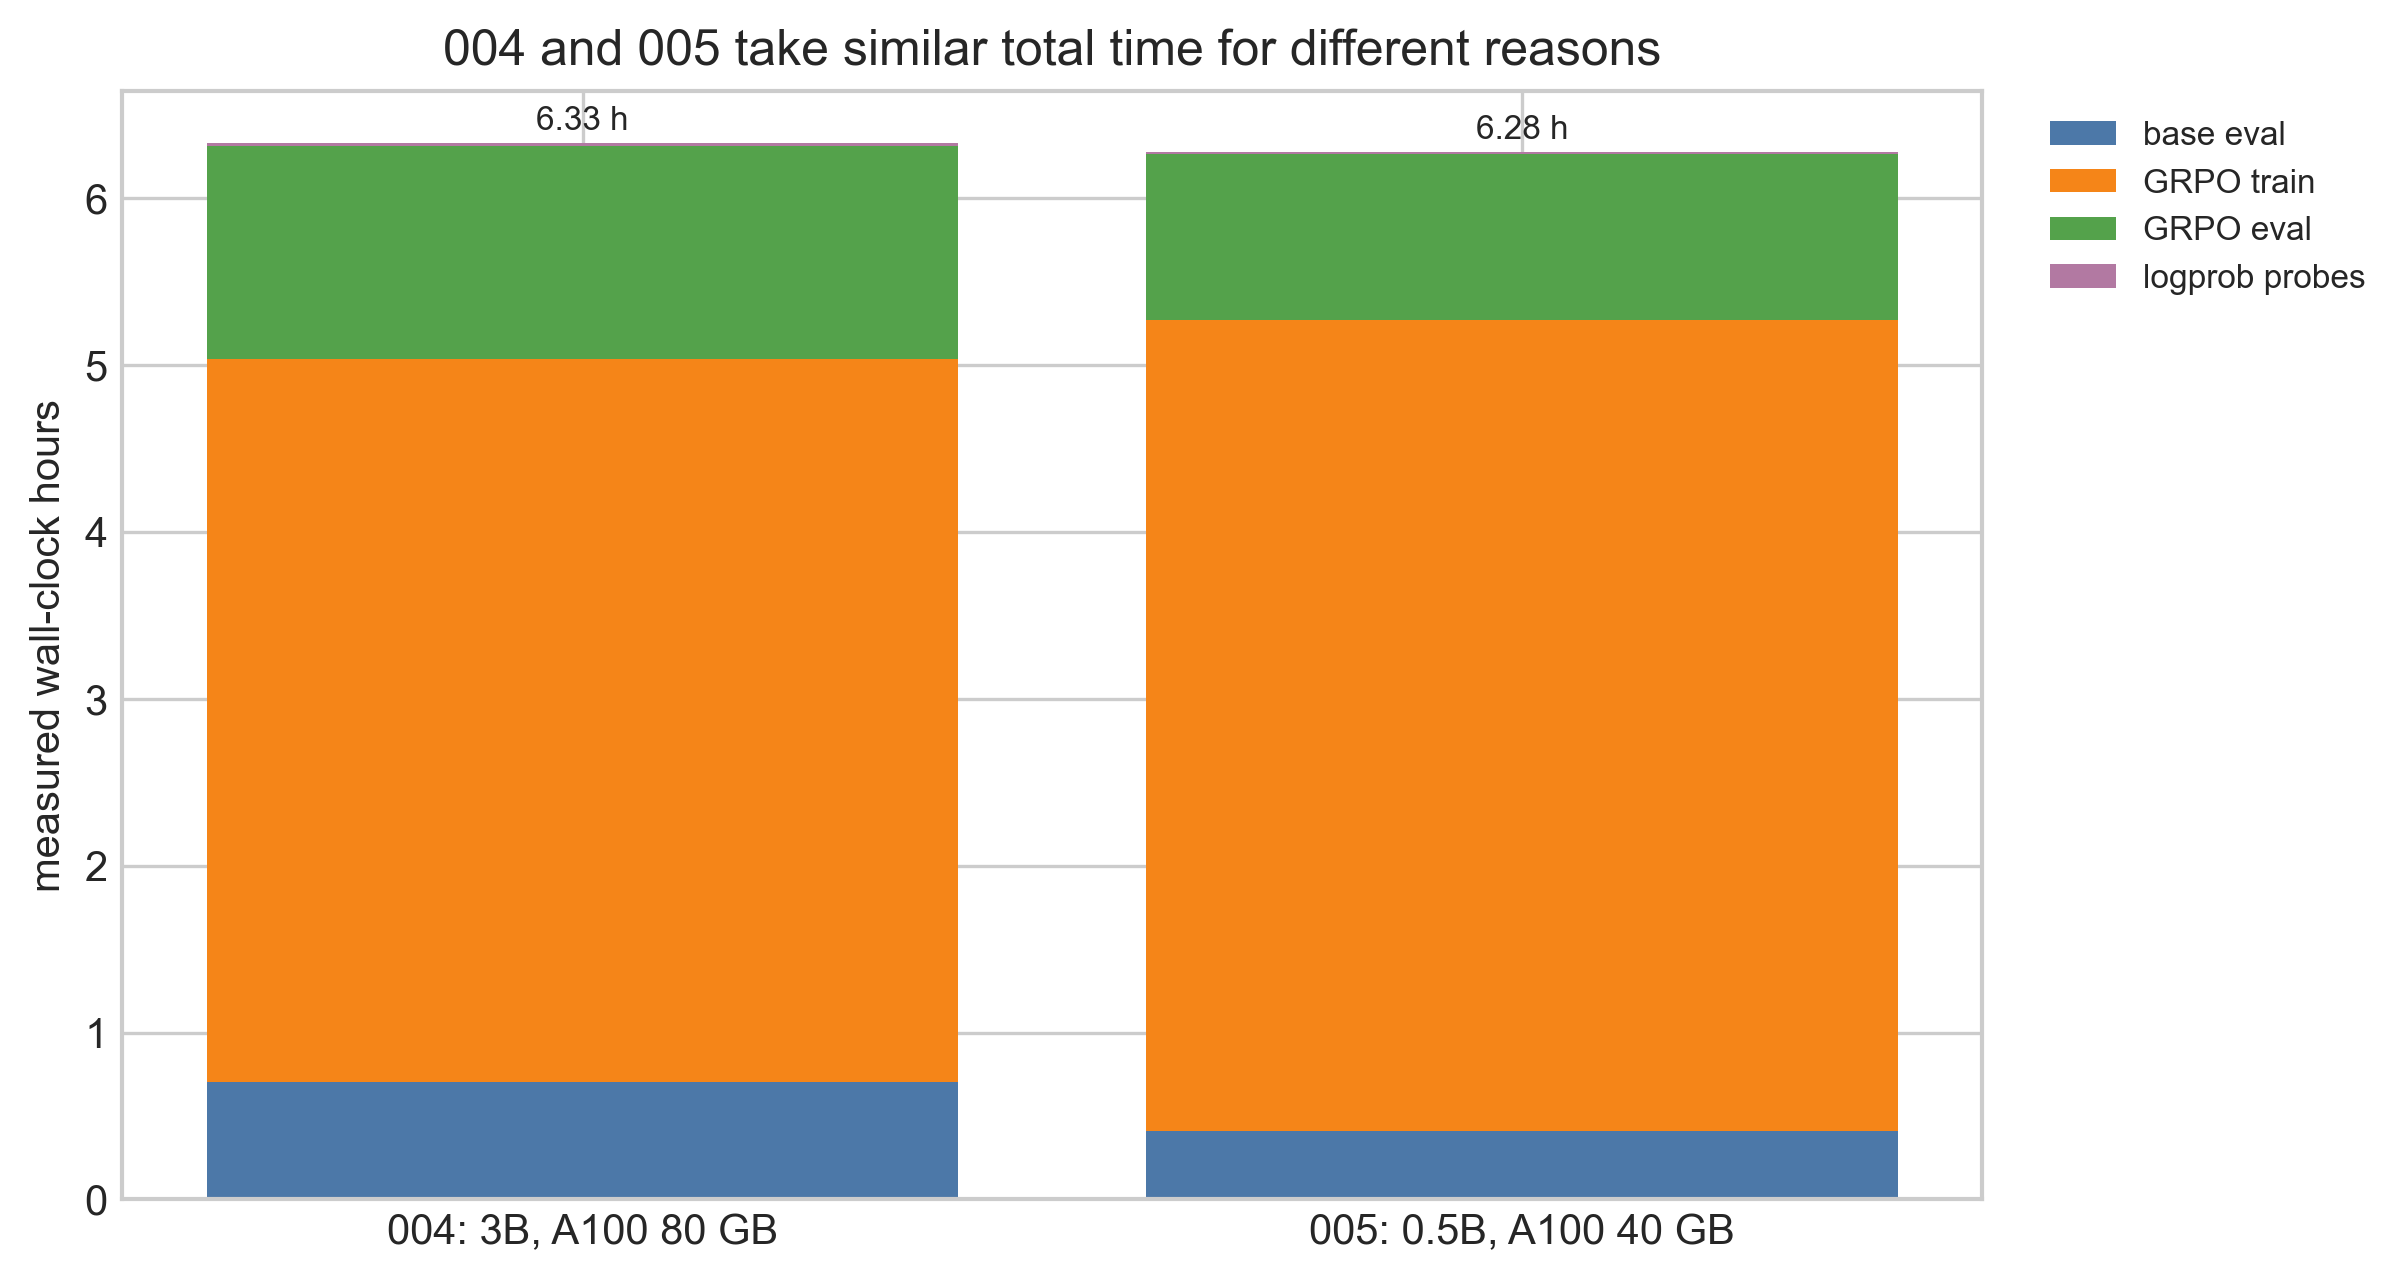 004 and 005 take similar total time for different reasons
6.33 h
6.28 h
base eval
GRPO train
GRPO eval
logprob probes
measured wall-clock hours
6
5
4
3
2
1
0
004: 3B, A100 80 GB
005: 0.5B, A100 40 GB